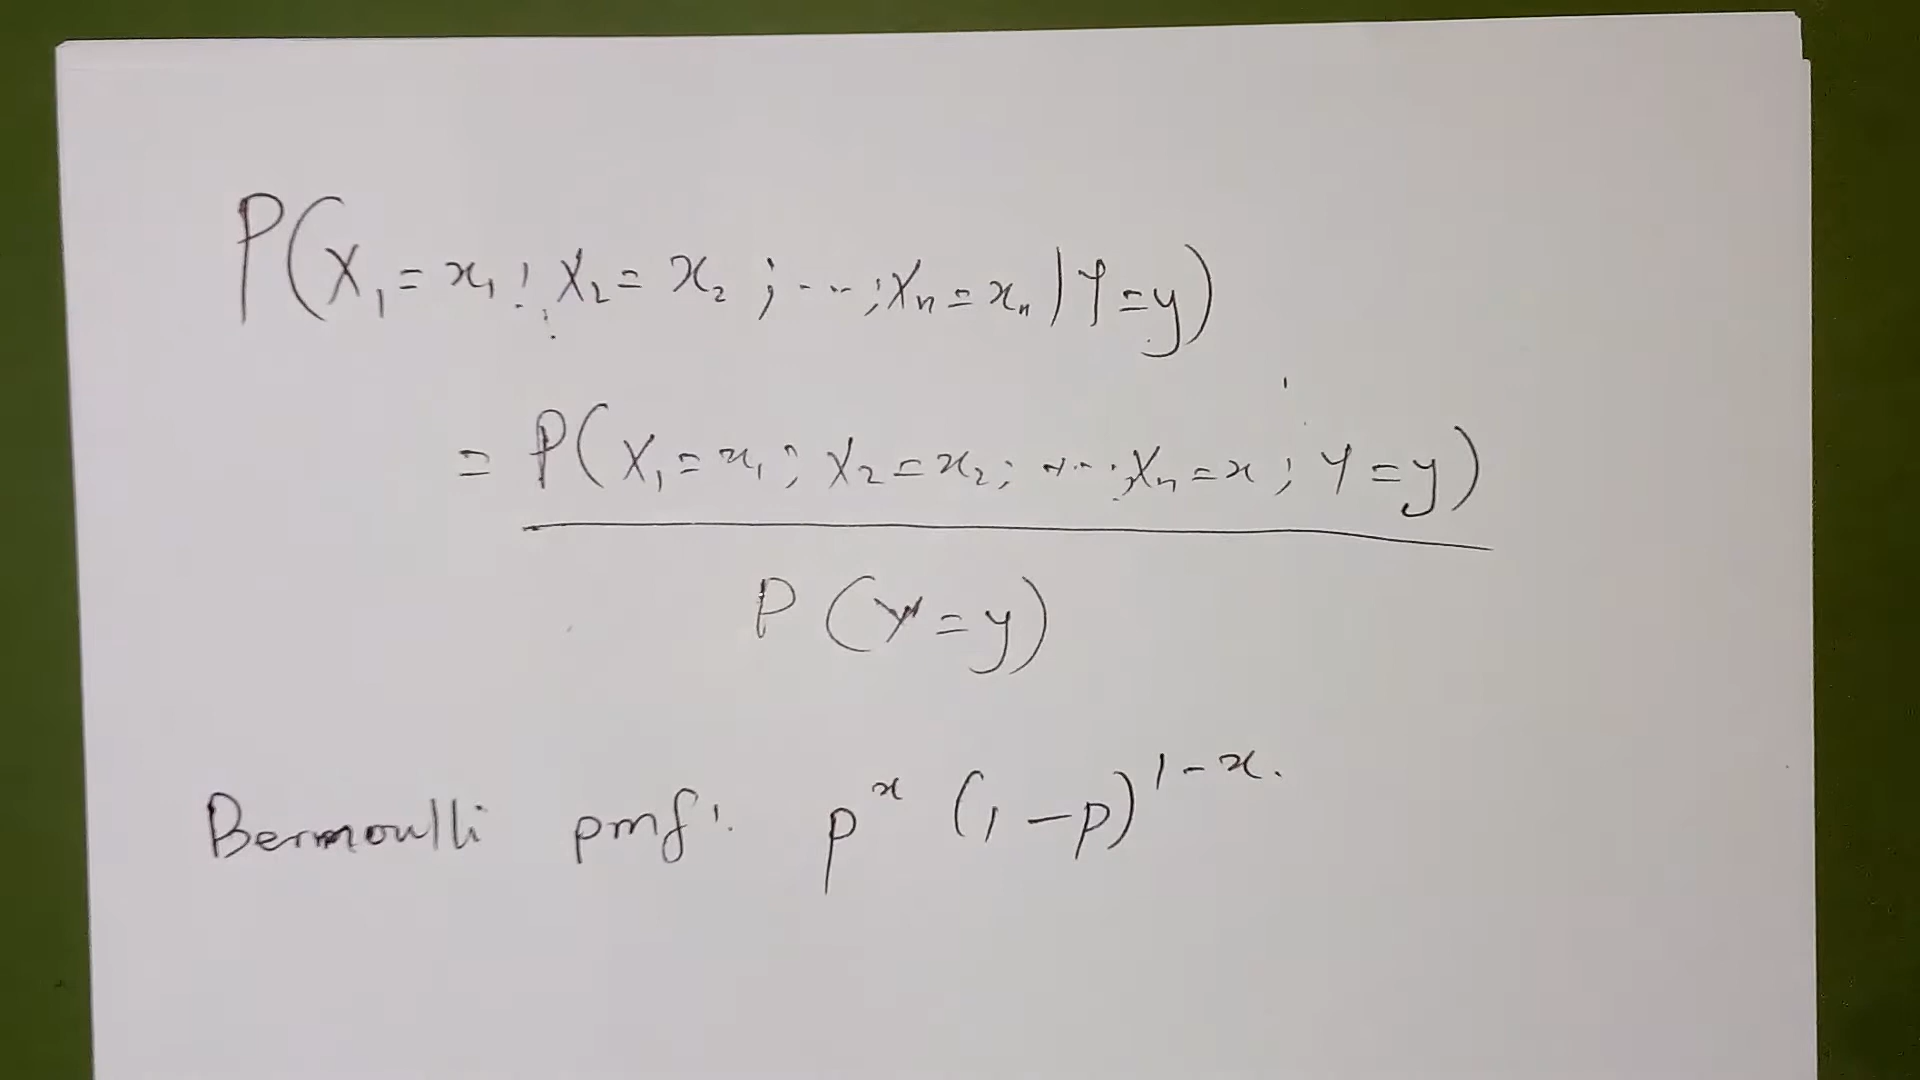 P(X₁ = x₁; X₂ = x₂; ...; Xₙ = xₙ | Y = y)
= P(X₁ = x₁; X₂ = x₂; ...; Xₙ = x; Y = y)
P(Y = y)
Bernoulli pmf: pˣ (1 - p)¹⁻ˣ.